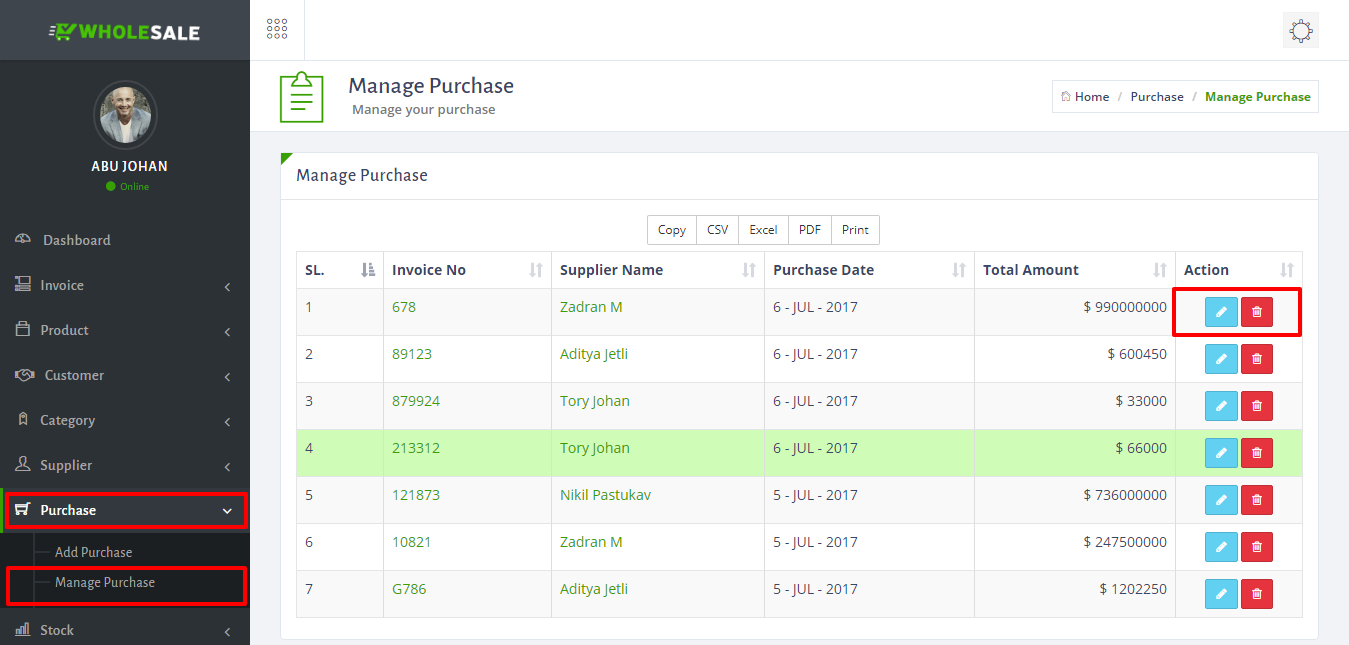 WHOLESALE
ABU JOHAN
Online
Dashboard
Invoice
Product
Customer
Category
Supplier
Purchase
Add Purchase
Manage Purchase
Stock
Manage Purchase
Manage your purchase
Home / Purchase / Manage Purchase
Manage Purchase
Copy CSV Excel PDF Print
SL. Invoice No Supplier Name Purchase Date Total Amount Action
1 678 Zadran M 6 - JUL - 2017 $ 990000000
2 89123 Aditya Jetli 6 - JUL - 2017 $ 600450
3 879924 Tory Johan 6 - JUL - 2017 $ 33000
4 213312 Tory Johan 6 - JUL - 2017 $ 66000
5 121873 Nikil Pastukav 5 - JUL - 2017 $ 736000000
6 10821 Zadran M 5 - JUL - 2017 $ 247500000
7 G786 Aditya Jetli 5 - JUL - 2017 $ 1202250